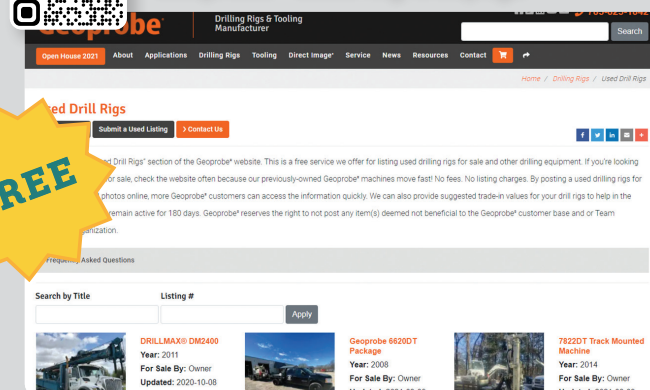 Geoprobe®
Drilling Rigs & Tooling
Manufacturer
Search
Open House 2021 About Applications Drilling Rigs Tooling Direct Image® Service News Resources Contact
Home / Drilling Rigs / Used Drill Rigs
Used Drill Rigs
Submit a Used Listing > Contact Us
FREE
ed Drill Rigs" section of the Geoprobe® website. This is a free service we offer for listing used drilling rigs for sale and other drilling equipment. If you're looking
for sale, check the website often because our previously-owned Geoprobe® machines move fast! No fees. No listing charges. By posting a used drilling rigs for
photos online, more Geoprobe® customers can access the information quickly. We can also provide suggested trade-in values for your drill rigs to help in the
remain active for 180 days. Geoprobe® reserves the right to not post any item(s) deemed not beneficial to the Geoprobe® customer base and or Team
Frequently Asked Questions
Search by Title Listing #
Apply
DRILLMAX® DM2400
Year: 2011
For Sale By: Owner
Updated: 2020-10-08
Geoprobe 6620DT
Package
Year: 2008
For Sale By: Owner
7822DT Track Mounted
Machine
Year: 2014
For Sale By: Owner